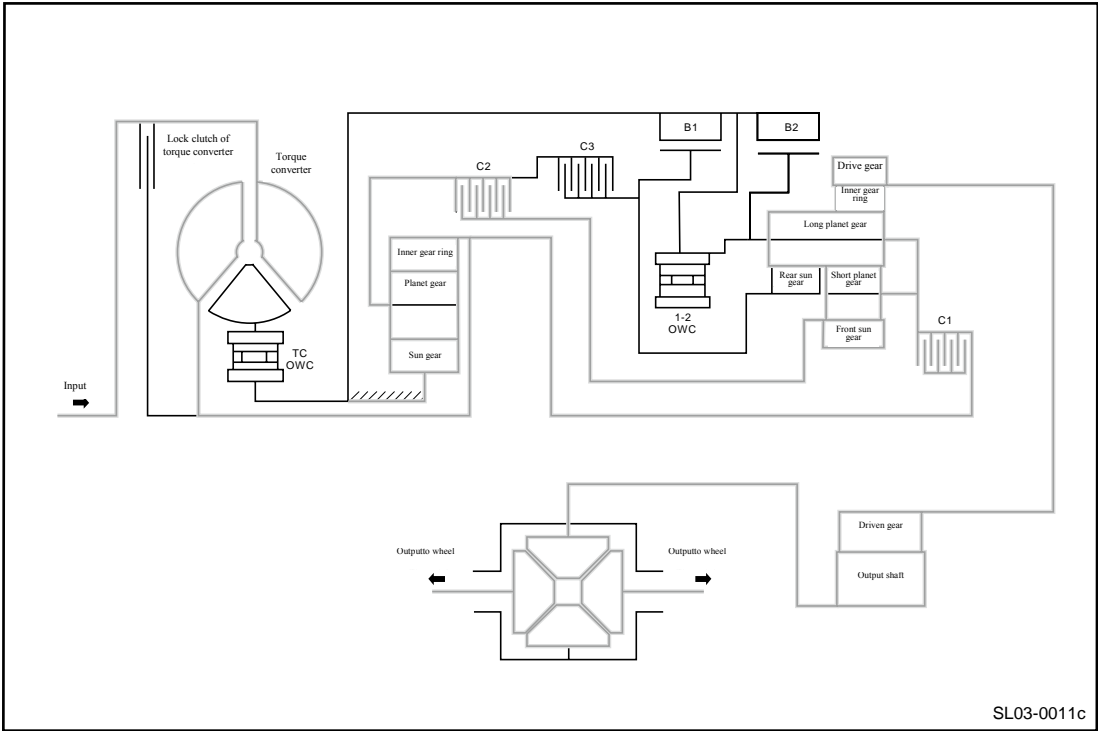 B1
B2
C3
Lock clutch of
torque converter
Torque
converter
C2
Drive gear
Inner gear
ring
Long planet gear
Inner gear ring
Planet gear
Rear sun
gear
Short planet
gear
1-2
OWC
C1
Front sun
gear
TC
OWC
Sun gear
Input
Driven gear
Outputto wheel
Outputto wheel
Output shaft
SL03-0011c